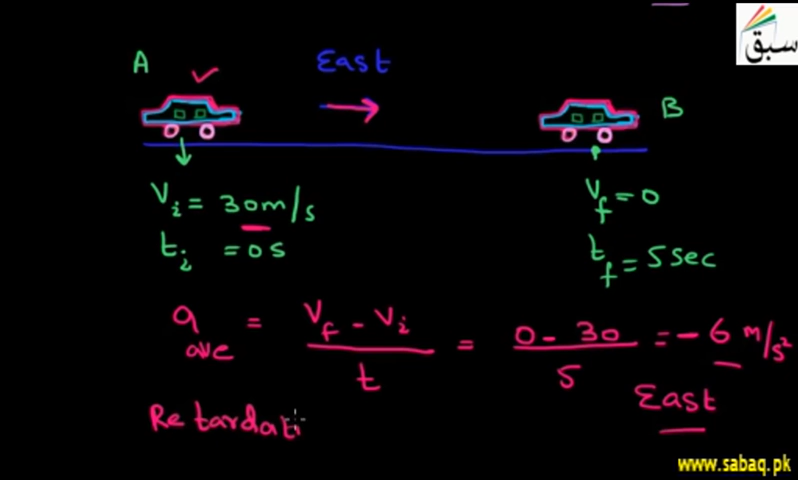 سبق
A East
B
Vi = 30m/s
ti = 0s
Vf = 0
tf = 5sec
a ave = Vf - Vi / t = 0 - 30 / 5 = - 6 m/s²
East
Retardati
www.sabaq.pk